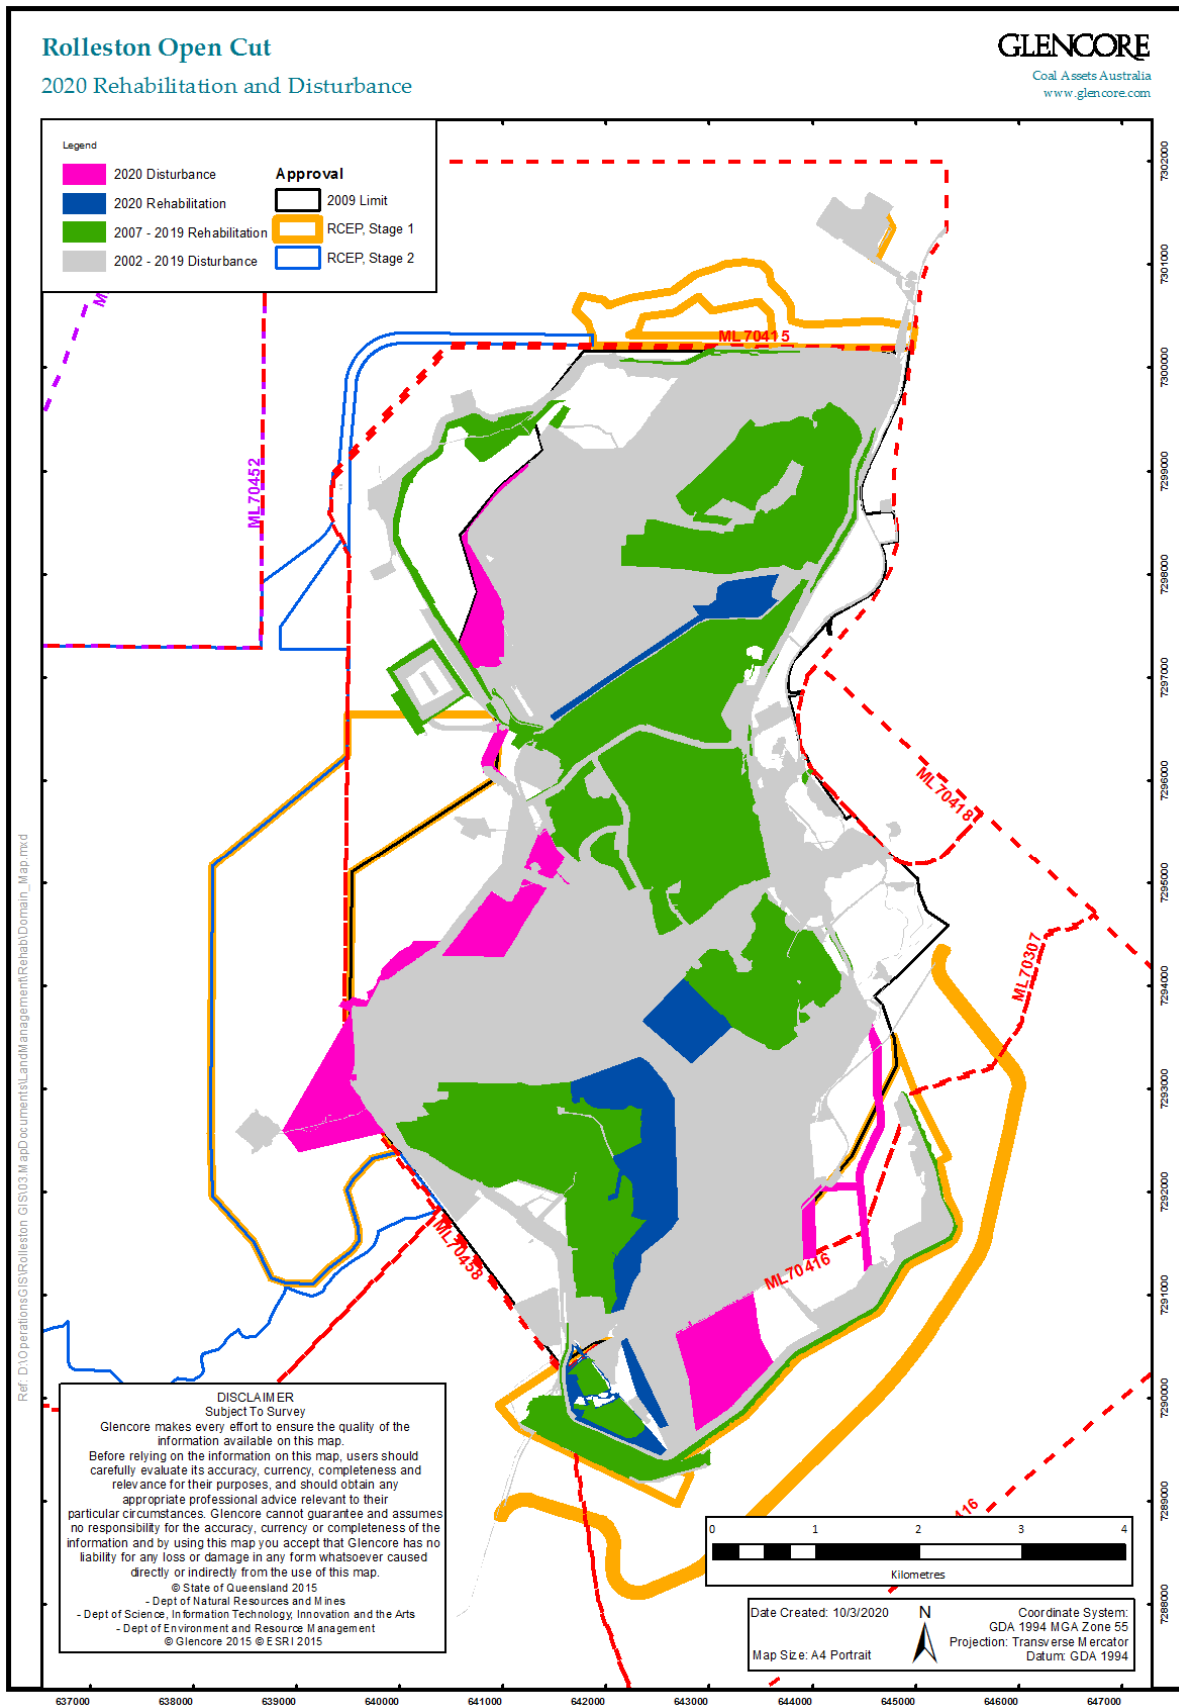 Rolleston Open Cut
2020 Rehabilitation and Disturbance
GLENCORE
Coal Assets Australia
www.glencore.com
Legend
2020 Disturbance
2020 Rehabilitation
2007 - 2019 Rehabilitation
2002 - 2019 Disturbance
Approval
2009 Limit
RCEP, Stage 1
RCEP, Stage 2
ML70415
ML70452
ML70418
ML70307
ML70458
ML70416
416
7302000
7301000
7300000
7299000
7298000
7297000
7296000
7295000
7294000
7293000
7292000
7291000
7290000
7289000
7288000
Ref: D:\OperationsGIS\Rolleston GIS\03.MapDocuments\LandManagement\Rehab\Domain_Map.mxd
DISCLAIMER
Subject To Survey
Glencore makes every effort to ensure the quality of the
information available on this map.
Before relying on the information on this map, users should
carefully evaluate its accuracy, currency, completeness and
relevance for their purposes, and should obtain any
appropriate professional advice relevant to their
particular circumstances. Glencore cannot guarantee and assumes
no responsibility for the accuracy, currency or completeness of the
information and by using this map you accept that Glencore has no
liability for any loss or damage in any form whatsoever caused
directly or indirectly from the use of this map.
© State of Queensland 2015
- Dept of Natural Resources and Mines
- Dept of Science, Information Technology, Innovation and the Arts
- Dept of Environment and Resource Management
© Glencore 2015 © ESRI 2015
0 1 2 3 4
Kilometres
Date Created: 10/3/2020
Map Size: A4 Portrait
N
Coordinate System:
GDA 1994 MGA Zone 55
Projection: Transverse Mercator
Datum: GDA 1994
637000 638000 639000 640000 641000 642000 643000 644000 645000 646000 647000